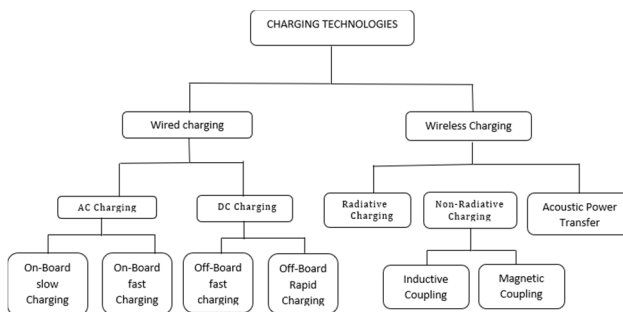 CHARGING TECHNOLOGIES
Wired charging
Wireless Charging
AC Charging
DC Charging
Radiative
Charging
Non-Radiative
Charging
Acoustic Power
Transfer
On-Board
slow
Charging
On-Board
fast
Charging
Off-Board
fast
charging
Off-Board
Rapid
Charging
Inductive
Coupling
Magnetic
Coupling